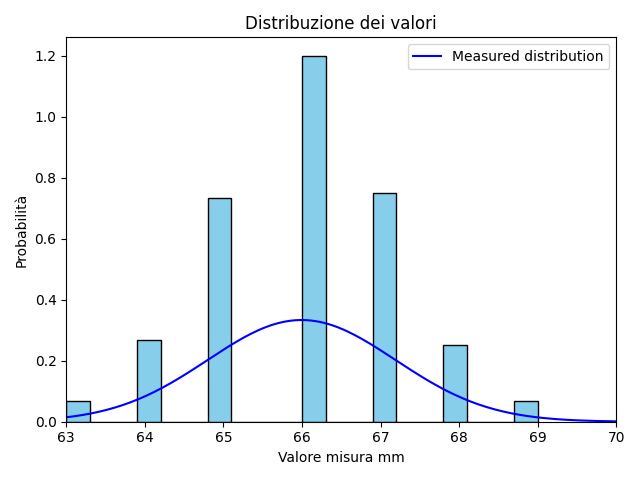 Distribuzione dei valori
Measured distribution
1.2
1.0
0.8
0.6
0.4
0.2
0.0
Probabilità
63 64 65 66 67 68 69 70
Valore misura mm